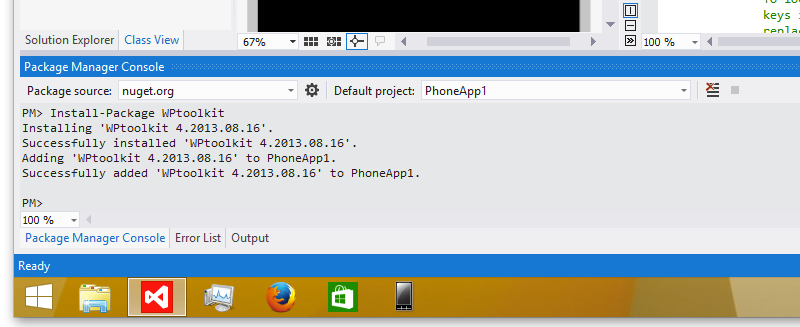 To lo
keys i
replac
Solution Explorer Class View
67%
100 %
Package Manager Console
Package source: nuget.org Default project: PhoneApp1
PM> Install-Package WPtoolkit
Installing 'WPtoolkit 4.2013.08.16'.
Successfully installed 'WPtoolkit 4.2013.08.16'.
Adding 'WPtoolkit 4.2013.08.16' to PhoneApp1.
Successfully added 'WPtoolkit 4.2013.08.16' to PhoneApp1.
PM>
100 %
Package Manager Console Error List Output
Ready